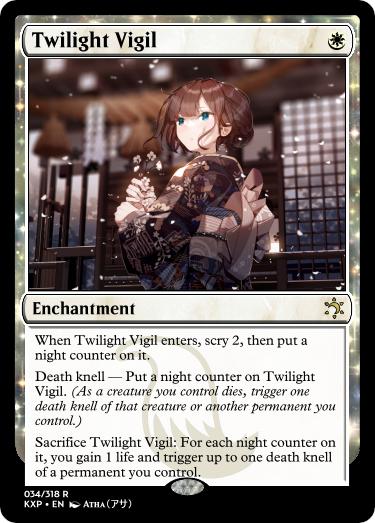 Twilight Vigil
Enchantment
When Twilight Vigil enters, scry 2, then put a
night counter on it.
Death knell — Put a night counter on Twilight
Vigil. (As a creature you control dies, trigger one
death knell of that creature or another permanent you
control.)
Sacrifice Twilight Vigil: For each night counter on
it, you gain 1 life and trigger up to one death knell
of a permanent you control.
034/318 R
KXP • EN Atha (アサ)